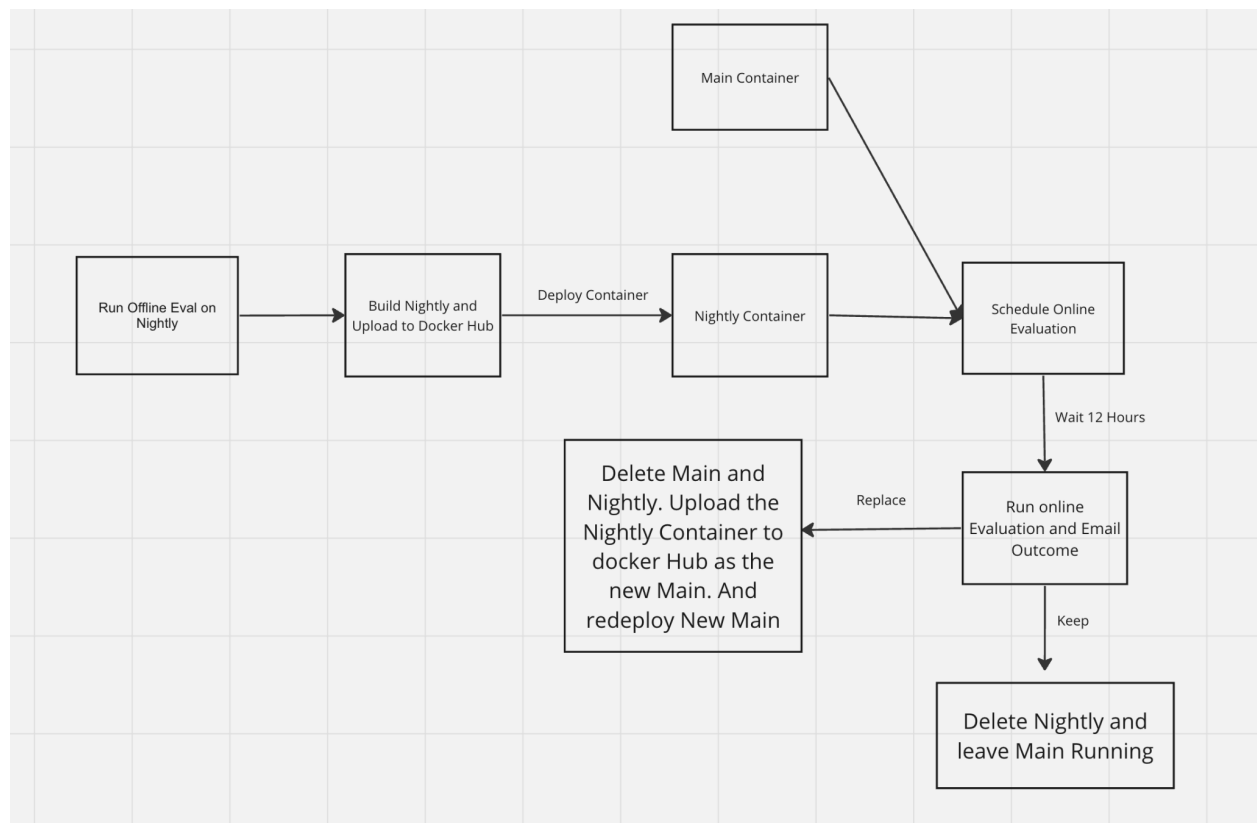 Main Container
Run Offline Eval on
Nightly
Build Nightly and
Upload to Docker Hub
Deploy Container
Nightly Container
Schedule Online
Evaluation
Wait 12 Hours
Delete Main and
Nightly. Upload the
Nightly Container to
docker Hub as the
new Main. And
redeploy New Main
Replace
Run online
Evaluation and Email
Outcome
Keep
Delete Nightly and
leave Main Running